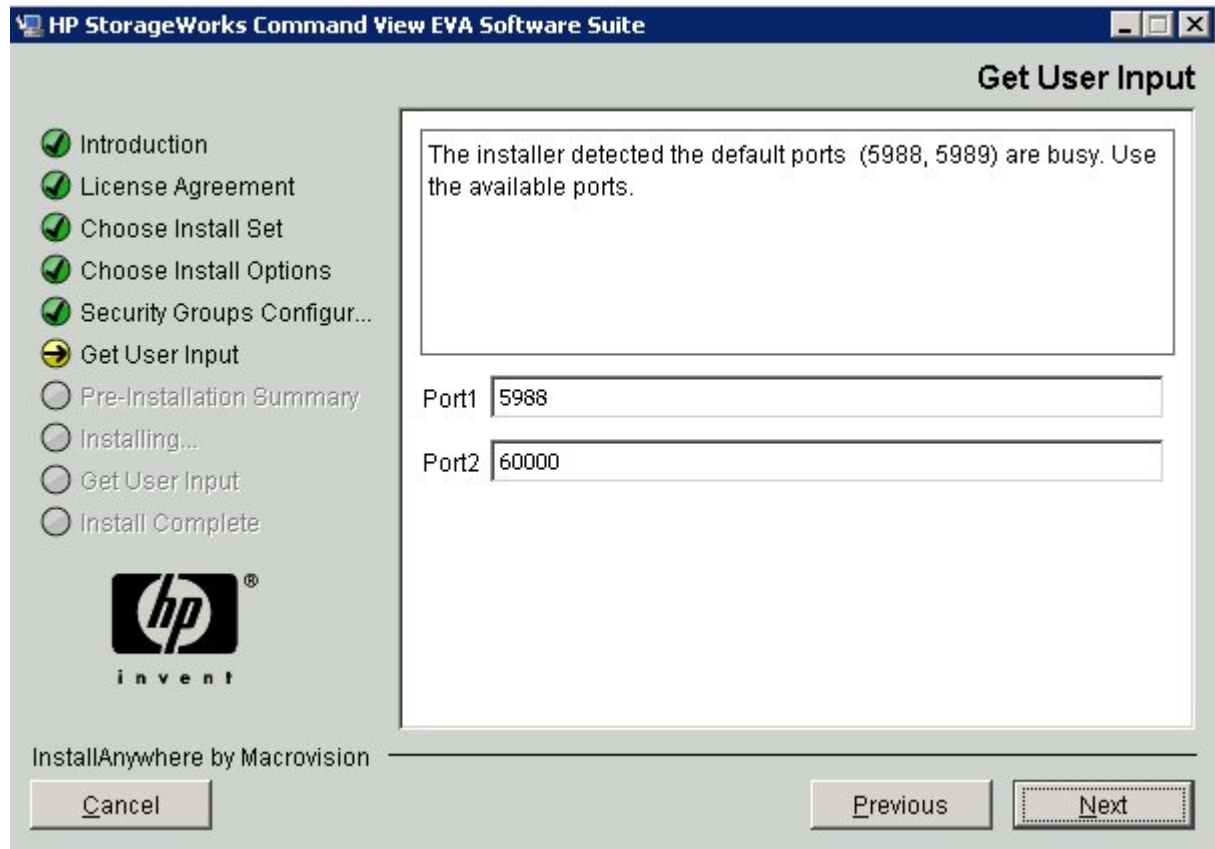 HP StorageWorks Command View EVA Software Suite
Get User Input
Introduction
License Agreement
Choose Install Set
Choose Install Options
Security Groups Configur...
Get User Input
Pre-Installation Summary
Installing...
Get User Input
Install Complete
The installer detected the default ports  (5988, 5989) are busy. Use
the available ports.
Port1 5988
Port2 60000
hp
®
invent
InstallAnywhere by Macrovision
Cancel
Previous
Next